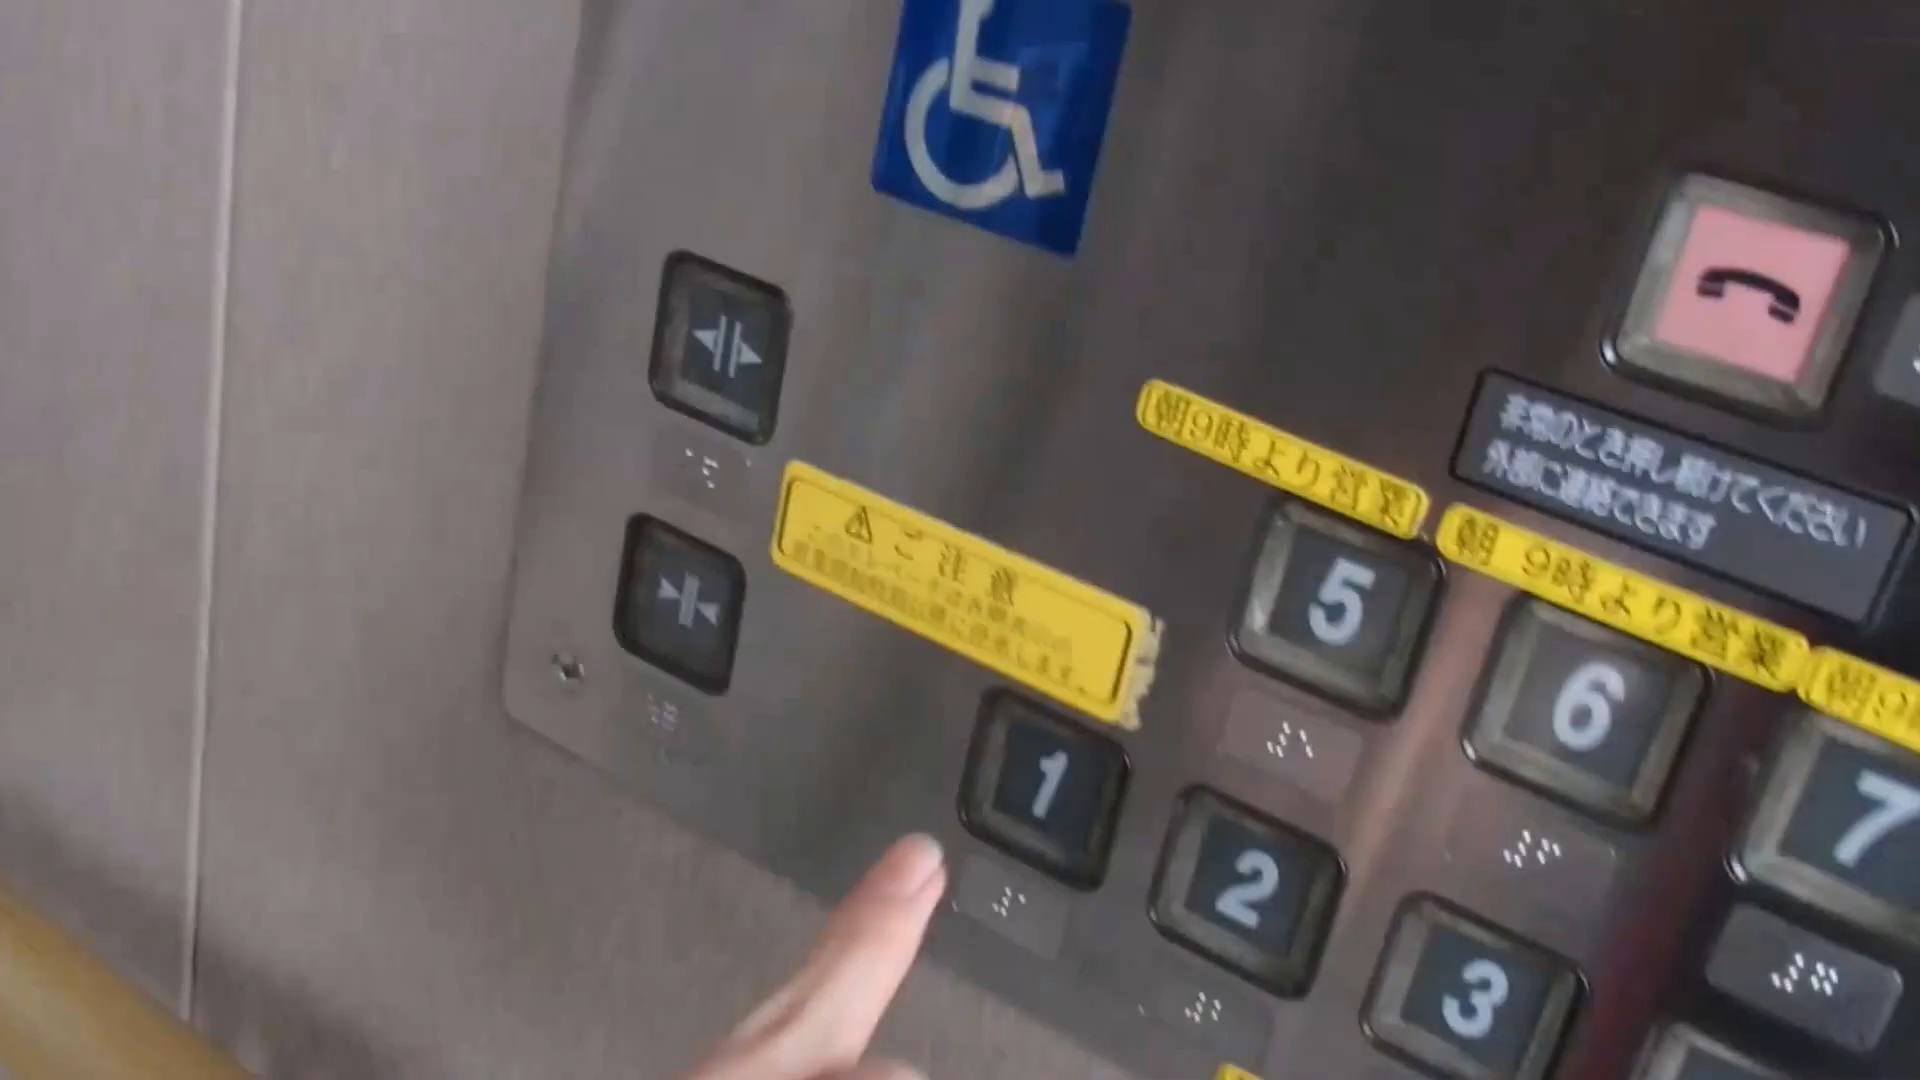 朝9時より営業
非常のとき押し続けてください
外部に連絡できます
朝 9時より営業
朝9
⚠ ご注意
5
6
7
1
2
3